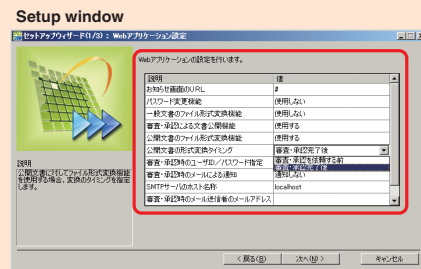 Setup window
セットアップウィザード(1/3) : Webアプリケーション設定
Webアプリケーションの設定を行います。
説明 値
お知らせ画面のURL #
パスワード変更機能 使用しない
一般文書のファイル形式変換機能 使用しない
審査・承認による文書公開機能 使用する
公開文書のファイル形式変換機能 使用する
公開文書の形式変換タイミング 審査・承認完了後
審査・承認を依頼する前
審査・承認時のユーザID/パスワード指定 審査・承認完了後
審査・承認時のメールによる通知 通知しない
SMTPサーバのホスト名称 localhost
審査・承認時のメール送信者のメールアドレス
説明
公開文書に対してファイル形式変換機能
を使用する場合、変換のタイミングを指定
します。
< 戻る(B) 次へ(N) > キャンセル